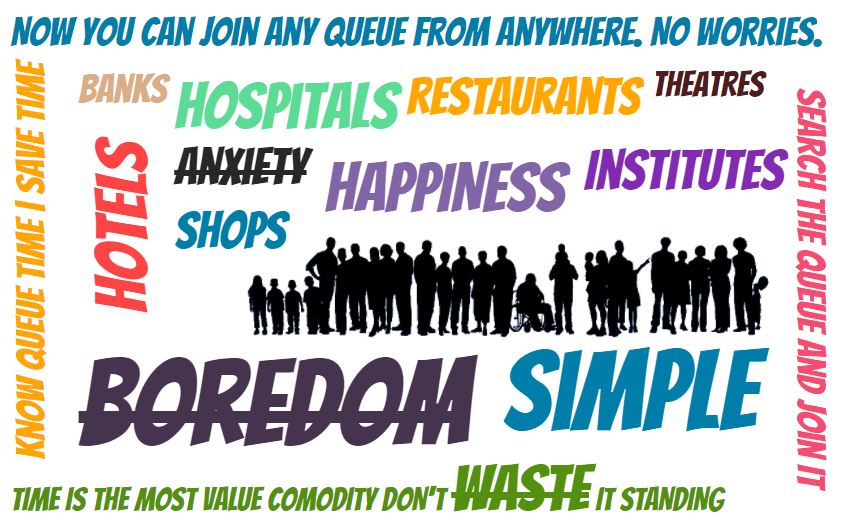 NOW YOU CAN JOIN ANY QUEUE FROM ANYWHERE. NO WORRIES.
KNOW QUEUE TIME I SAVE TIME
BANKS
HOSPITALS
RESTAURANTS
THEATRES
HOTELS
ANXIETY
HAPPINESS
INSTITUTES
SHOPS
SEARCH THE QUEUE AND JOIN IT
BOREDOM
SIMPLE
TIME IS THE MOST VALUE COMODITY DON'T WASTE IT STANDING